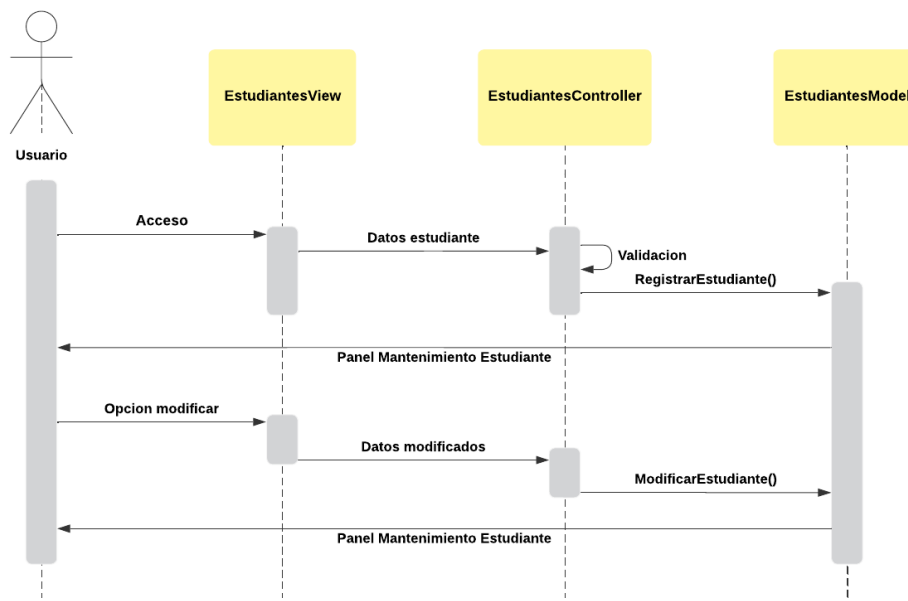 EstudiantesView
EstudiantesController
EstudiantesModel
Usuario
Acceso
Datos estudiante
Validacion
RegistrarEstudiante()
Panel Mantenimiento Estudiante
Opcion modificar
Datos modificados
ModificarEstudiante()
Panel Mantenimiento Estudiante